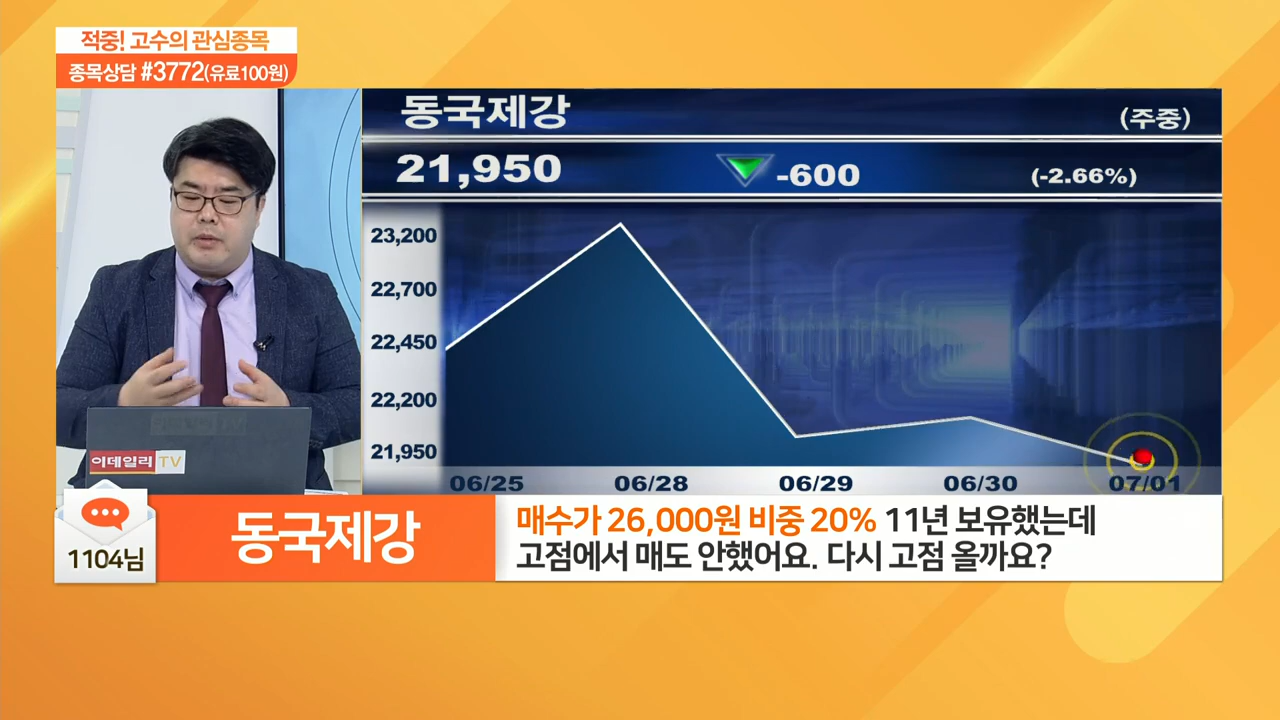 적중! 고수의 관심종목
종목상담 #3772(유료100원)
동국제강
(주중)
21,950
-600
(-2.66%)
23,200
22,700
22,450
22,200
21,950
06/25
06/28
06/29
06/30
07/01
이데일리 TV
1104님
동국제강
매수가 26,000원 비중 20% 11년 보유했는데
고점에서 매도 안했어요. 다시 고점 올까요?